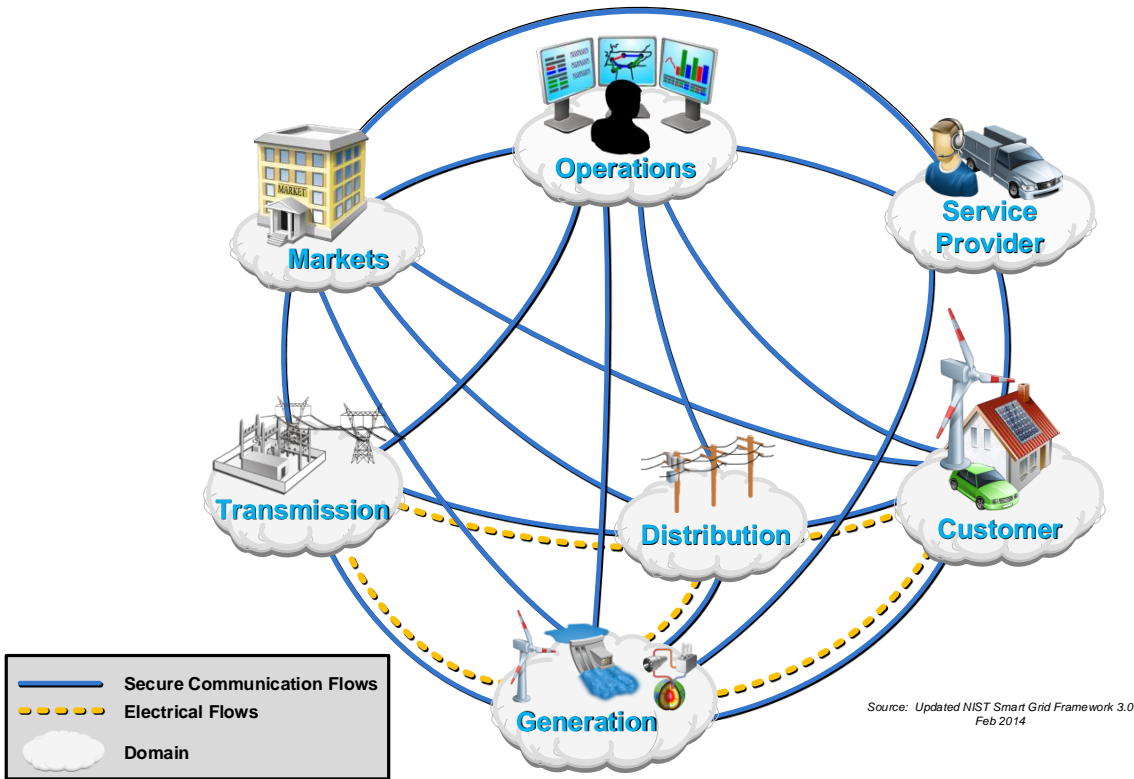 Operations
MARKET
Markets
Service
Provider
Transmission
Distribution
Customer
Generation
Secure Communication Flows
Electrical Flows
Domain
Source: Updated NIST Smart Grid Framework 3.0
Feb 2014